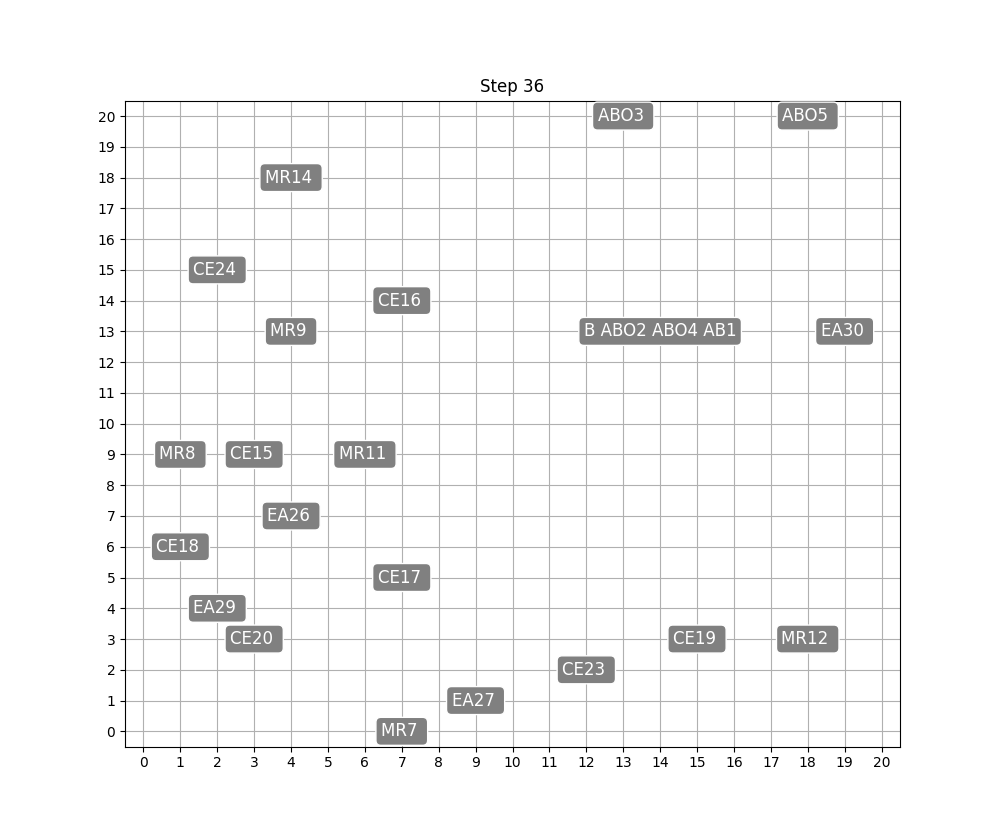 Step 36
20 ABO3 ABO5
19
18 MR14
17
16
15 CE24
14 CE16
13 MR9 B ABO2 ABO4 AB1 EA30
12
11
10
9 MR8 CE15 MR11
8
7 EA26
6 CE18
5 CE17
4 EA29
3 CE20 CE19 MR12
2 CE23
1 EA27
0 MR7
0 1 2 3 4 5 6 7 8 9 10 11 12 13 14 15 16 17 18 19 20